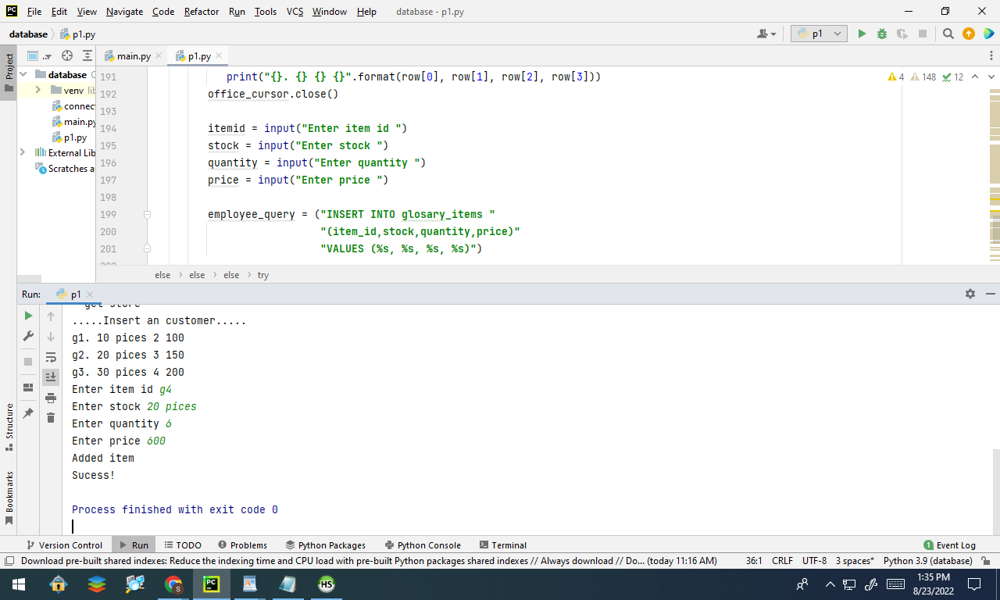 File Edit View Navigate Code Refactor Run Tools VCS Window Help database - p1.py
database p1.py
p1
Project
..
main.py
p1.py
database
venv lib
connec
main.py
p1.py
External Lib
Scratches a
191 print("{}. {} {} {}".format(row[0], row[1], row[2], row[3]))
192 office_cursor.close()
193
194 itemid = input("Enter item id ")
195 stock = input("Enter stock ")
196 quantity = input("Enter quantity ")
197 price = input("Enter price ")
198
199 employee_query = ("INSERT INTO glosary_items "
200 "(item_id,stock,quantity,price)"
201 "VALUES (%s, %s, %s, %s)")
4 148 12
else else else try
Run: p1
get store
.....Insert an customer.....
g1. 10 pices 2 100
g2. 20 pices 3 150
g3. 30 pices 4 200
Enter item id g4
Enter stock 20 pices
Enter quantity 6
Enter price 600
Added item
Sucess!
Process finished with exit code 0
Structure
Bookmarks
Version Control Run TODO Problems Python Packages Python Console Terminal 1 Event Log
Download pre-built shared indexes: Reduce the indexing time and CPU load with pre-built Python packages shared indexes // Always download // Do... (today 11:16 AM) 36:1 CRLF UTF-8 3 spaces* Python 3.9 (database)
PC
S
HS
1:35 PM
8/23/2022